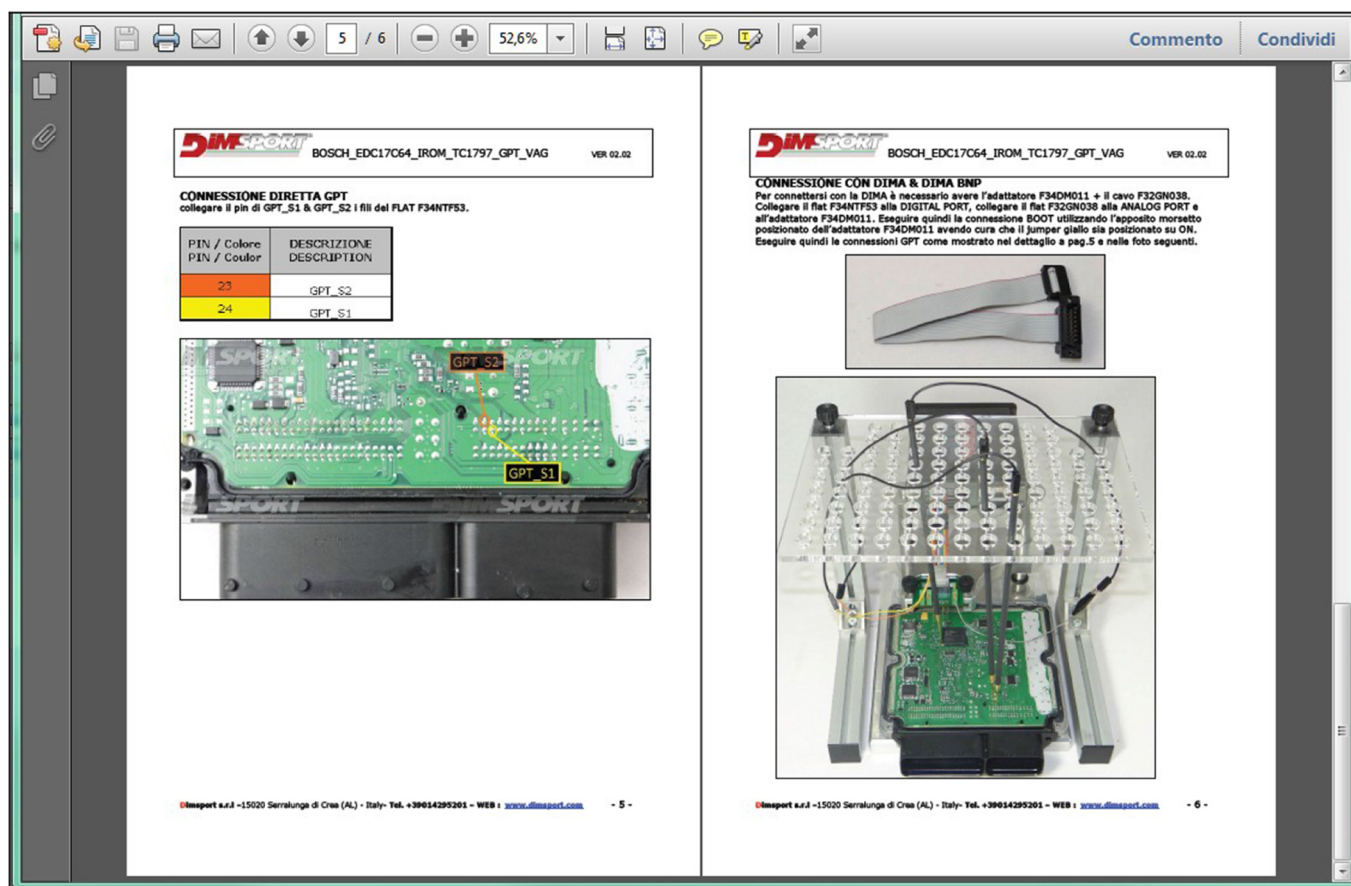 5 / 6
52,6%
Commento
Condividi
DiMSPORT
BOSCH_EDC17C64_IROM_TC1797_GPT_VAG
VER 02.02
CONNESSIONE DIRETTA GPT
collegare il pin di GPT_S1 & GPT_S2 i fili del FLAT F34NTF53.
PIN / Colore
PIN / Coulor
DESCRIZIONE
DESCRIPTION
23
GPT_S2
24
GPT_S1
SPORT
SPORT
GPT_S2
GPT_S1
SPORT
DIMSPORT
Dimsport s.r.l –15020 Serralunga di Crea (AL) - Italy- Tel. +39014295201 – WEB : www.dimsport.com
- 5 -
DiMSPORT
BOSCH_EDC17C64_IROM_TC1797_GPT_VAG
VER 02.02
CONNESSIONE CON DIMA & DIMA BNP
Per connettersi con la DIMA è necessario avere l'adattatore F34DM011 + il cavo F32GN038.
Collegare il flat F34NTF53 alla DIGITAL PORT, collegare il flat F32GN038 alla ANALOG PORT e
all'adattatore F34DM011. Eseguire quindi la connessione BOOT utilizzando l'apposito morsetto
posizionato dell'adattatore F34DM011 avendo cura che il jumper giallo sia posizionato su ON.
Eseguire quindi le connessioni GPT come mostrato nel dettaglio a pag.5 e nelle foto seguenti.
Dimsport s.r.l –15020 Serralunga di Crea (AL) - Italy- Tel. +39014295201 – WEB : www.dimsport.com
- 6 -